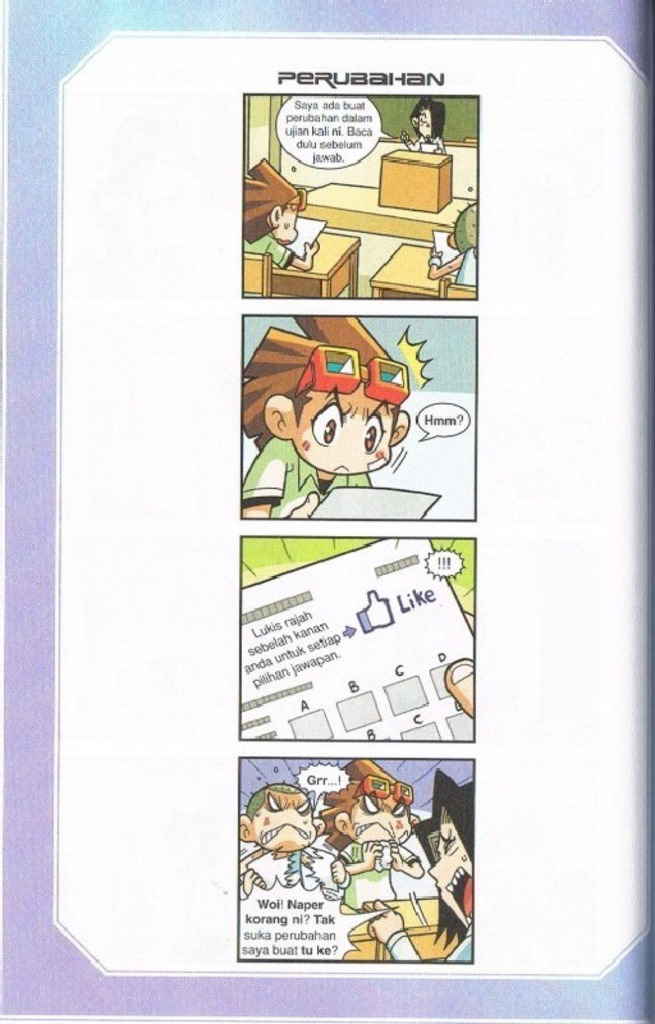 PERUBAHAN
Saya ada buat
perubahan dalam
ujian kali ni. Baca
dulu sebelum
jawab.
Hmm?
!!!
Like
Lukis rajah
sebelah kanan
anda untuk setiap
pilihan jawapan.
A B C D
B C
Grr...!
Woi! Naper
korang ni? Tak
suka perubahan
saya buat tu ke?